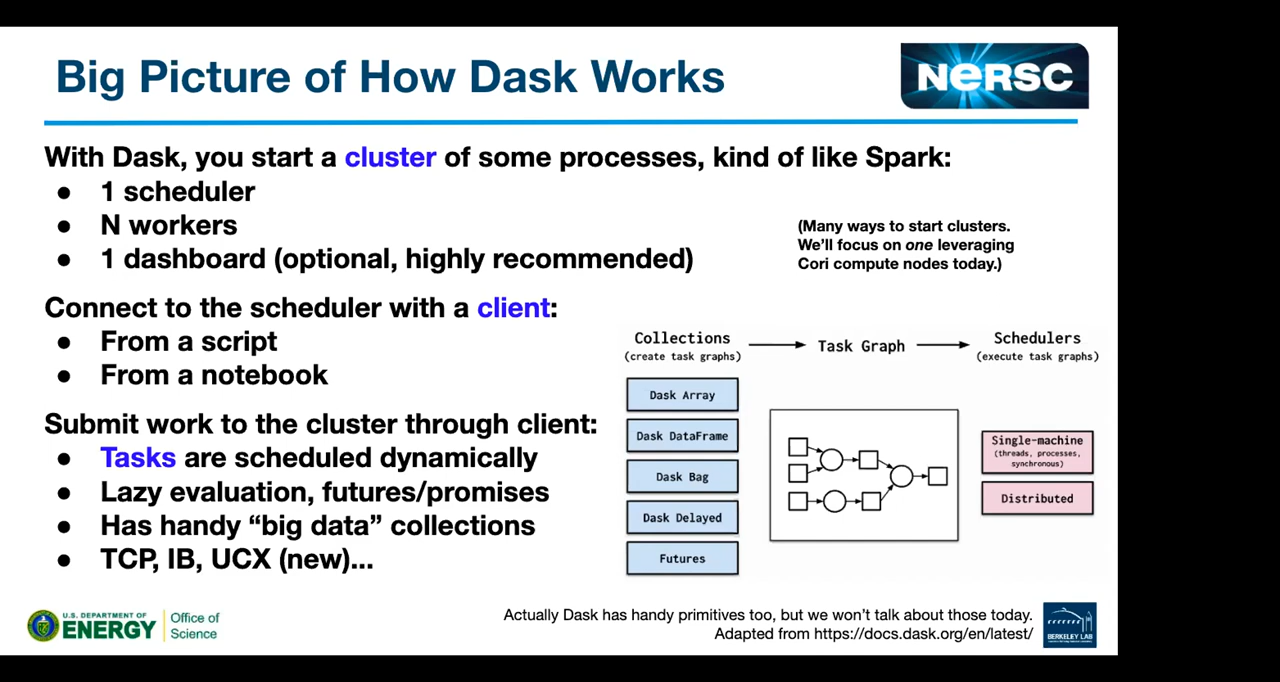 Big Picture of How Dask Works
NERSC
With Dask, you start a cluster of some processes, kind of like Spark:
● 1 scheduler
● N workers
● 1 dashboard (optional, highly recommended)
(Many ways to start clusters.
We'll focus on one leveraging
Cori compute nodes today.)
Connect to the scheduler with a client:
● From a script
● From a notebook
Submit work to the cluster through client:
● Tasks are scheduled dynamically
● Lazy evaluation, futures/promises
● Has handy “big data” collections
● TCP, IB, UCX (new)...
Collections
(create task graphs)
Task Graph
Schedulers
(execute task graphs)
Dask Array
Dask DataFrame
Dask Bag
Dask Delayed
Futures
Single-machine
(threads, processes,
synchronous)
Distributed
U.S. DEPARTMENT OF
ENERGY
Office of
Science
Actually Dask has handy primitives too, but we won't talk about those today.
Adapted from https://docs.dask.org/en/latest/
BERKELEY LAB